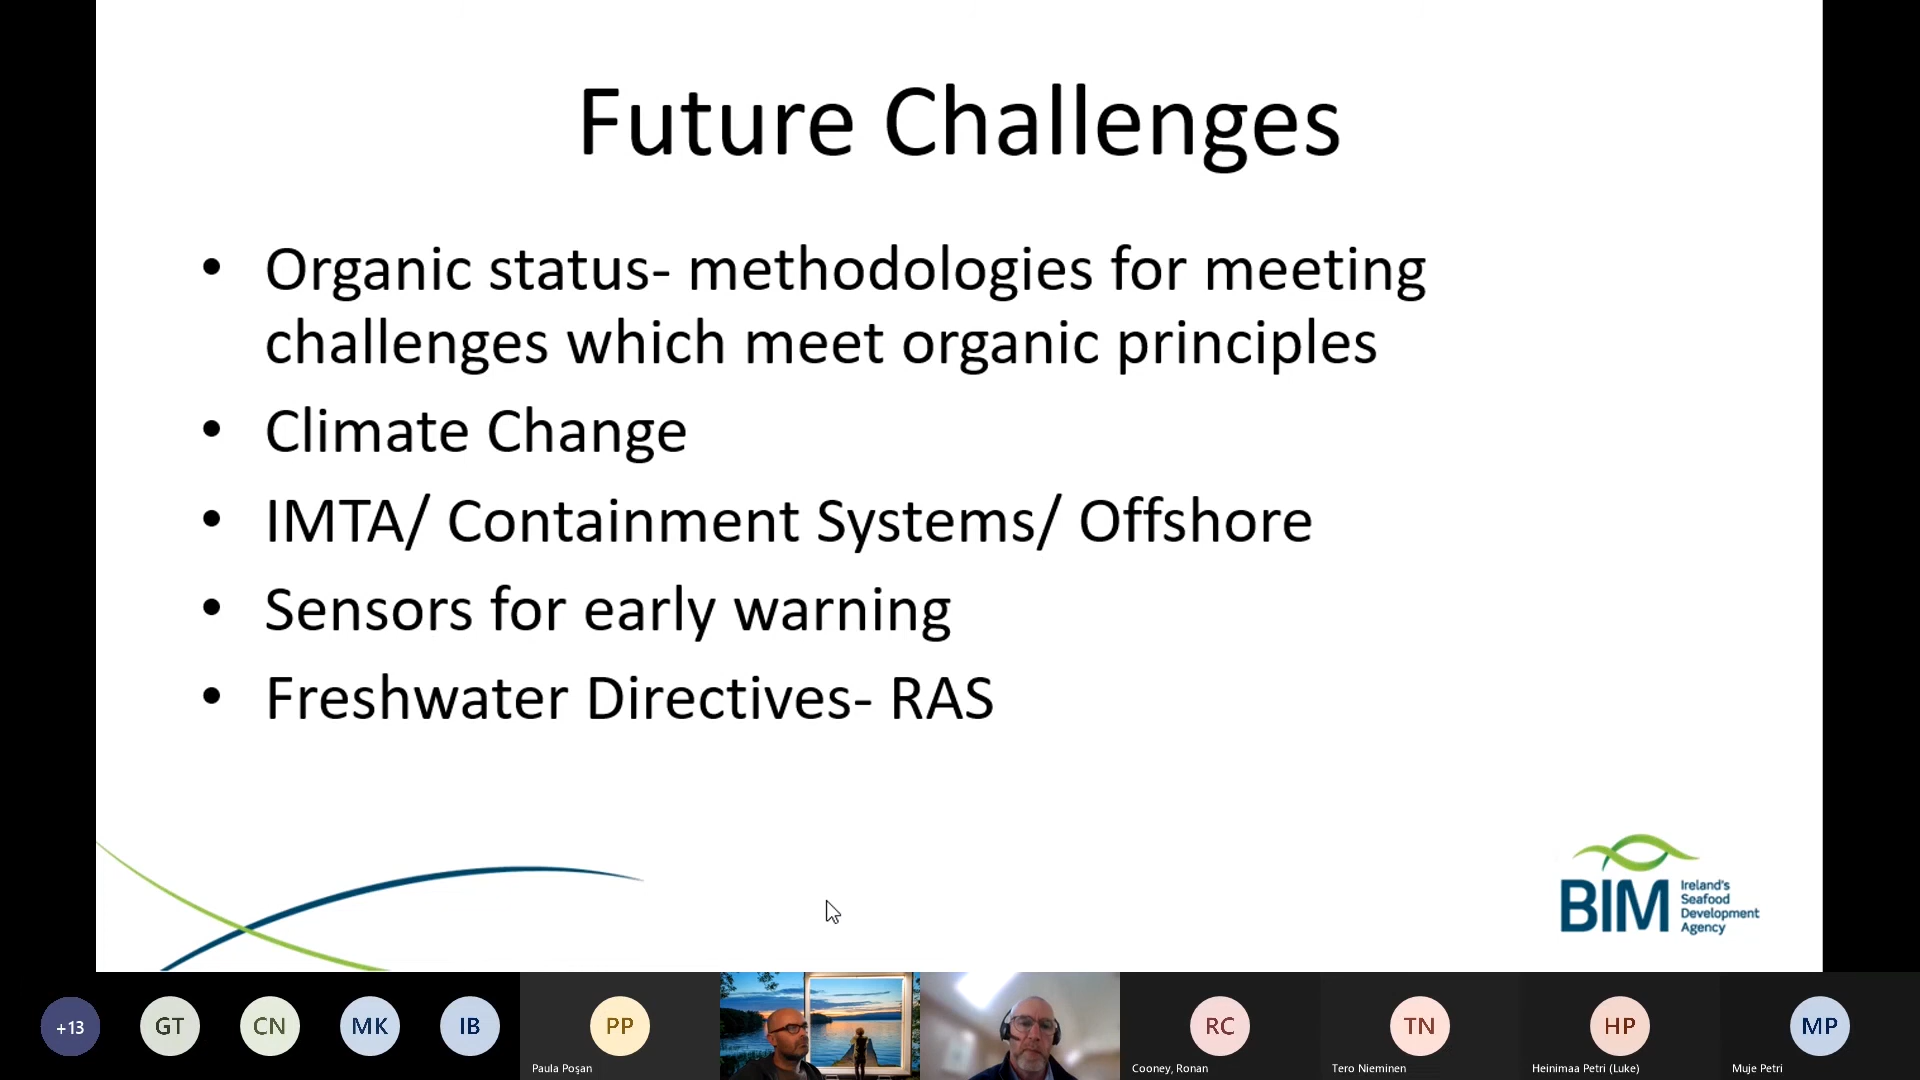 Future Challenges
• Organic status- methodologies for meeting
challenges which meet organic principles
• Climate Change
• IMTA/ Containment Systems/ Offshore
• Sensors for early warning
• Freshwater Directives- RAS
BIM
Ireland's
Seafood
Development
Agency
+13
GT
CN
MK
IB
PP
Paula Poșan
RC
Cooney, Ronan
TN
Tero Nieminen
HP
Heinimaa Petri (Luke)
MP
Muje Petri